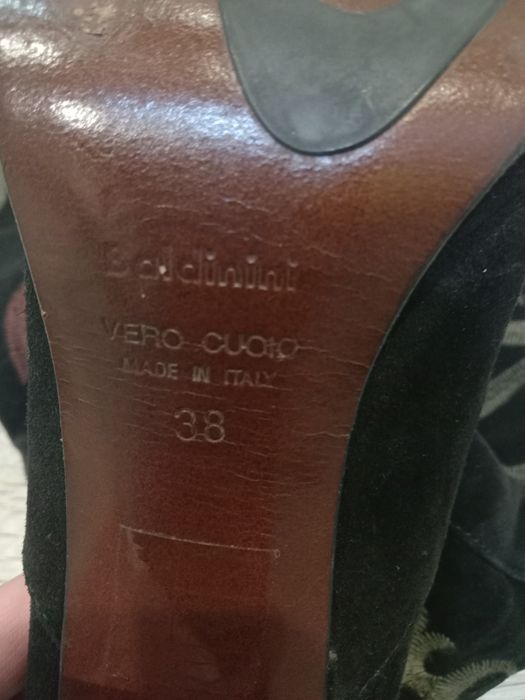 Baldinini
VERO CUOIO
MADE IN ITALY
38